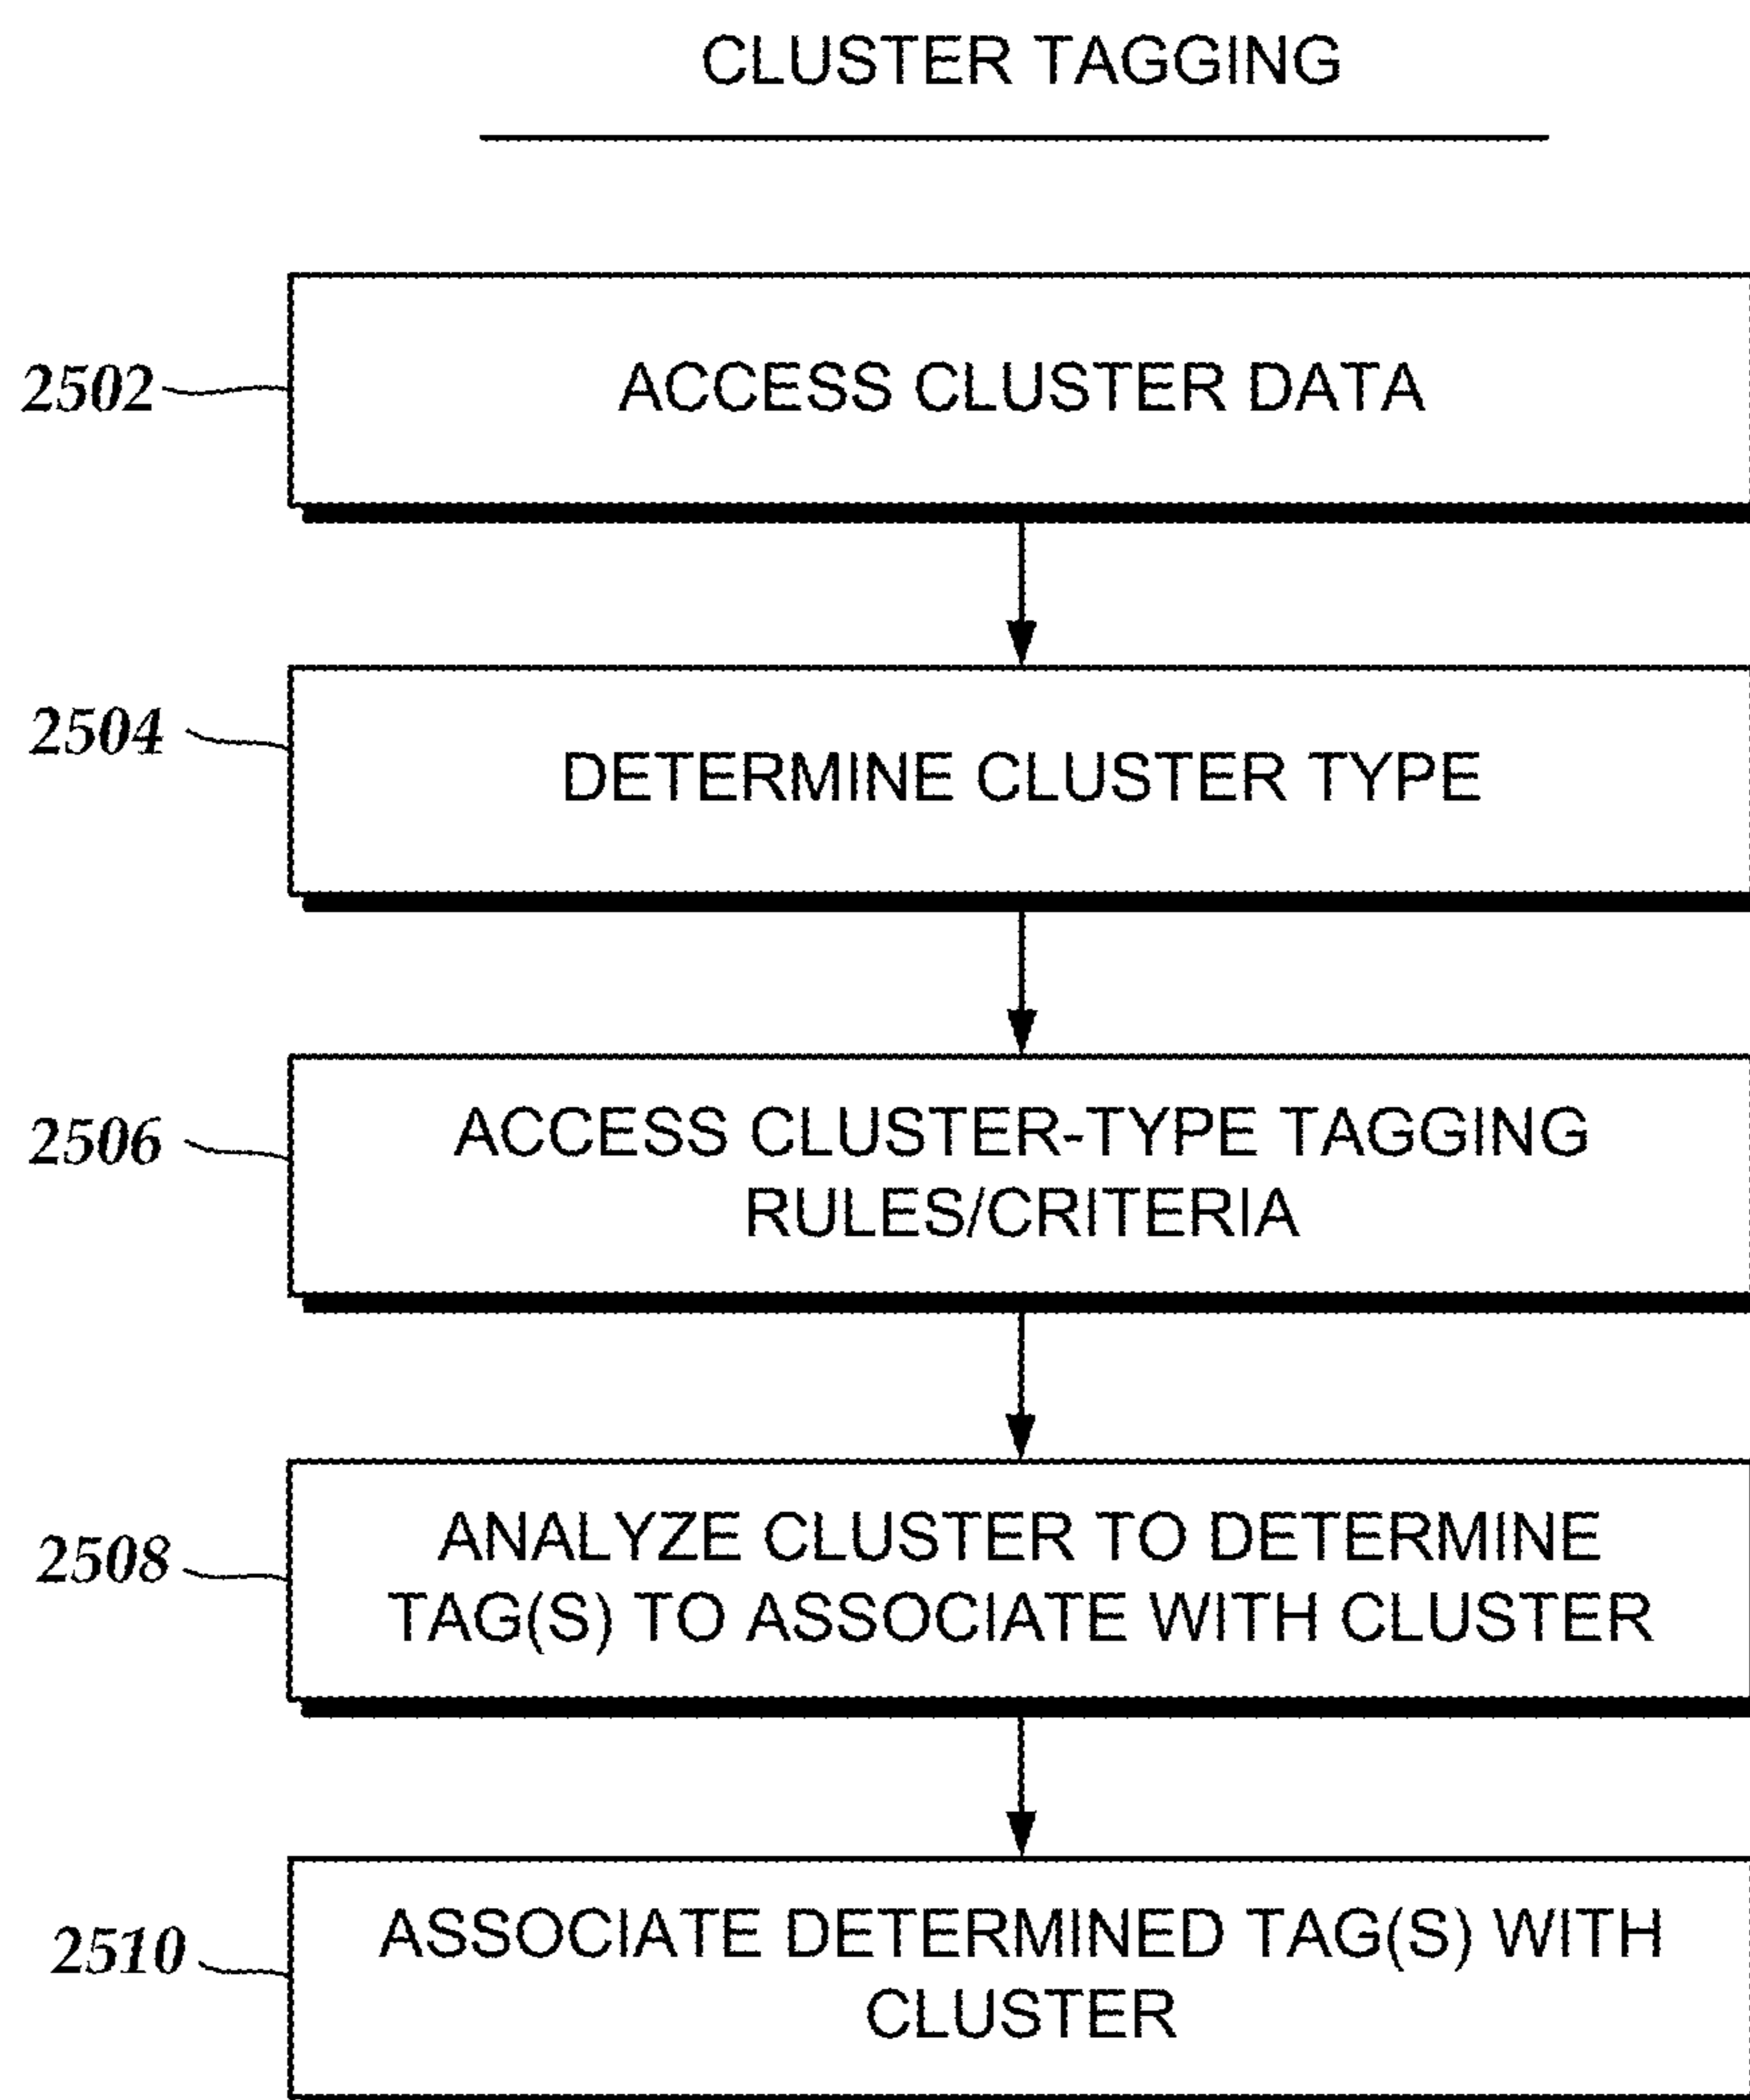 CLUSTER TAGGING
2502
ACCESS CLUSTER DATA
2504
DETERMINE CLUSTER TYPE
2506
ACCESS CLUSTER-TYPE TAGGING
RULES/CRITERIA
2508
ANALYZE CLUSTER TO DETERMINE
TAG(S) TO ASSOCIATE WITH CLUSTER
2510
ASSOCIATE DETERMINED TAG(S) WITH
CLUSTER